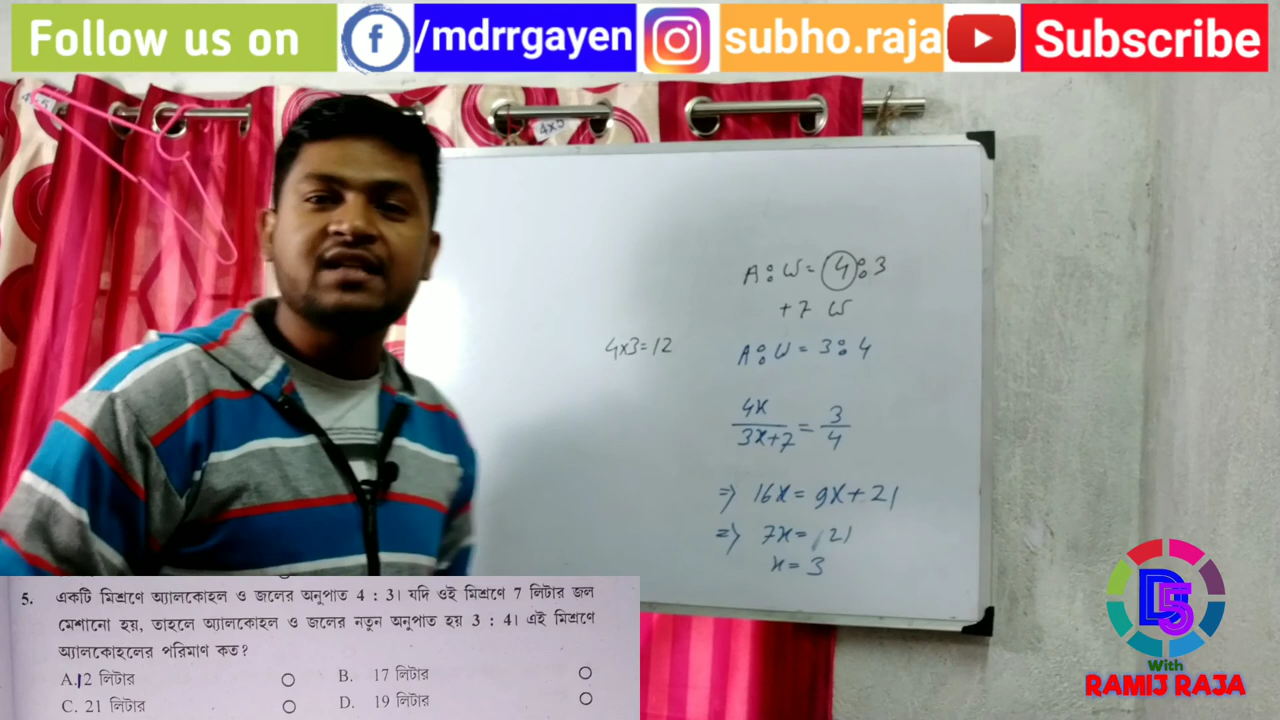 Follow us on /mdrrgayen subho.raja Subscribe
4x5
4x5
A:W = 4:3
+7 W
4x3=12
A:W = 3:4
4x/3x+7 = 3/4
=> 16x = 9x+21
=> 7x = 21
x = 3
5. একটি মিশ্রণে অ্যালকোহল ও জলের অনুপাত 4 : 3। যদি ওই মিশ্রণে 7 লিটার জল
মেশানো হয়, তাহলে অ্যালকোহল ও জলের নতুন অনুপাত হয় 3 : 4। এই মিশ্রণে
অ্যালকোহলের পরিমাণ কত?
A.12 লিটার B. 17 লিটার
C. 21 লিটার D. 19 লিটার
D5
With
RAMIJ RAJA